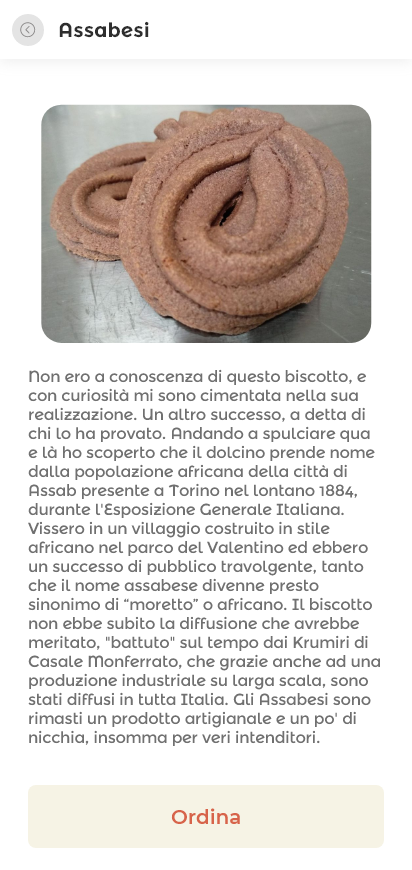 Assabesi
Non ero a conoscenza di questo biscotto, e
con curiosità mi sono cimentata nella sua
realizzazione. Un altro successo, a detta di
chi lo ha provato. Andando a spulciare qua
e là ho scoperto che il dolcino prende nome
dalla popolazione africana della città di
Assab presente a Torino nel lontano 1884,
durante l'Esposizione Generale Italiana.
Vissero in un villaggio costruito in stile
africano nel parco del Valentino ed ebbero
un successo di pubblico travolgente, tanto
che il nome assabese divenne presto
sinonimo di “moretto” o africano. Il biscotto
non ebbe subito la diffusione che avrebbe
meritato, "battuto" sul tempo dai Krumiri di
Casale Monferrato, che grazie anche ad una
produzione industriale su larga scala, sono
stati diffusi in tutta Italia. Gli Assabesi sono
rimasti un prodotto artigianale e un po' di
nicchia, insomma per veri intenditori.
Ordina